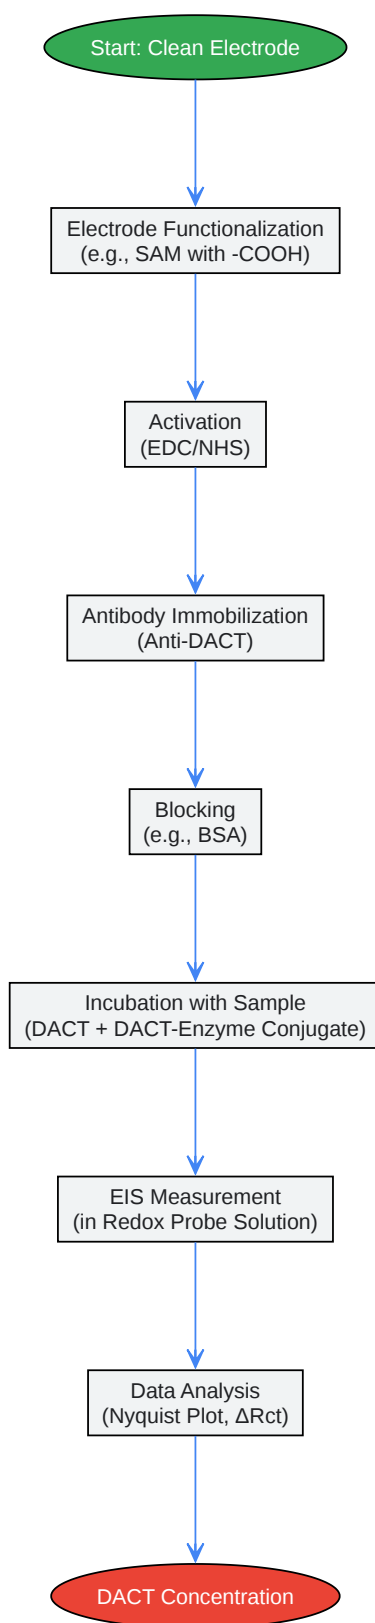 Start: Clean Electrode
Electrode Functionalization
(e.g., SAM with -COOH)
Activation
(EDC/NHS)
Antibody Immobilization
(Anti-DACT)
Blocking
(e.g., BSA)
Incubation with Sample
(DACT + DACT-Enzyme Conjugate)
EIS Measurement
(in Redox Probe Solution)
Data Analysis
(Nyquist Plot, ΔRct)
DACT Concentration